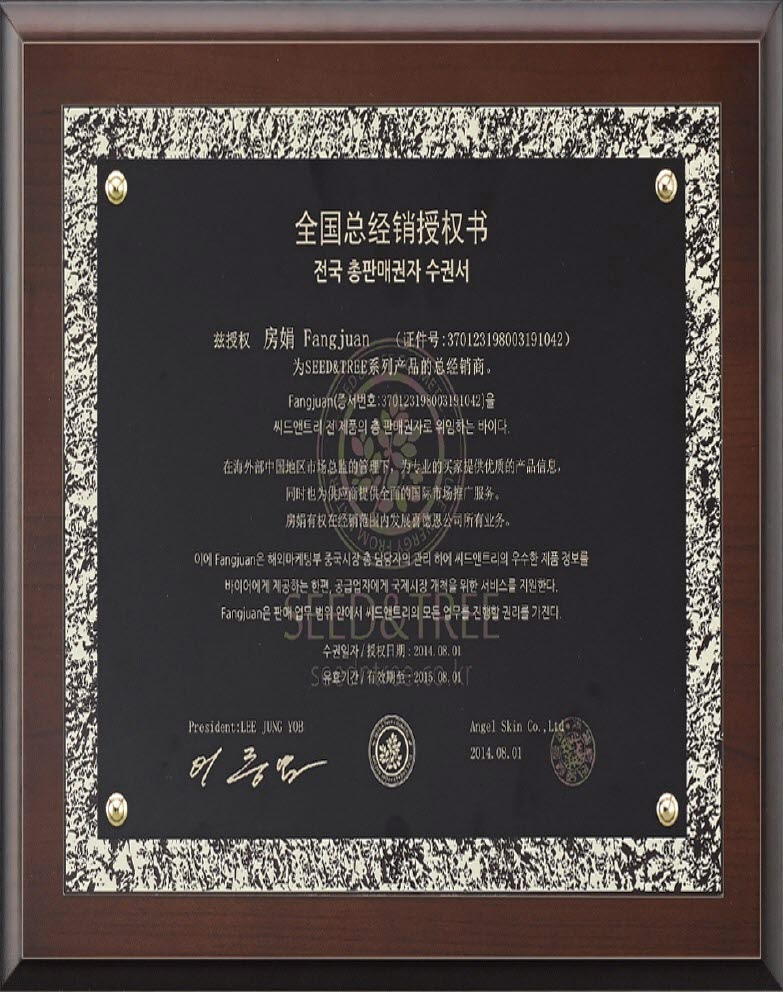 全国总经销授权书
전국 총판매권자 수권서
兹授权 房娟 Fangjuan （证件号:370123198003191042）
为SEED&TREE系列产品的总经销商。
Fangjuan(증서번호:370123198003191042)을
씨드앤트리 전 제품의 총 판매권자로 위임하는 바이다.
在海外部中国地区市场总监的管理下，为专业的买家提供优质的产品信息，
同时也为供应商提供全面的国际市场推广服务。
房娟有权在经销范围内发展喜德恩公司所有业务。
이에 Fangjuan은 해외마케팅부 중국시장 총 담당자의 관리 하에 씨드앤트리의 우수한 제품 정보를
바이어에게 제공하는 한편, 공급업자에게 국제시장 개척을 위한 서비스를 지원한다.
Fangjuan은 판매 업무 범위 안에서 씨드앤트리의 모든 업무를 진행할 권리를 가진다.
SEED&TREE
수권일자 / 授权日期 : 2014.08.01
seedntree.co.kr
유효기간 / 有效期至 : 2015.08.01
President:LEE JUNG YOB
Angel Skin Co.,Ltd
2014.08.01